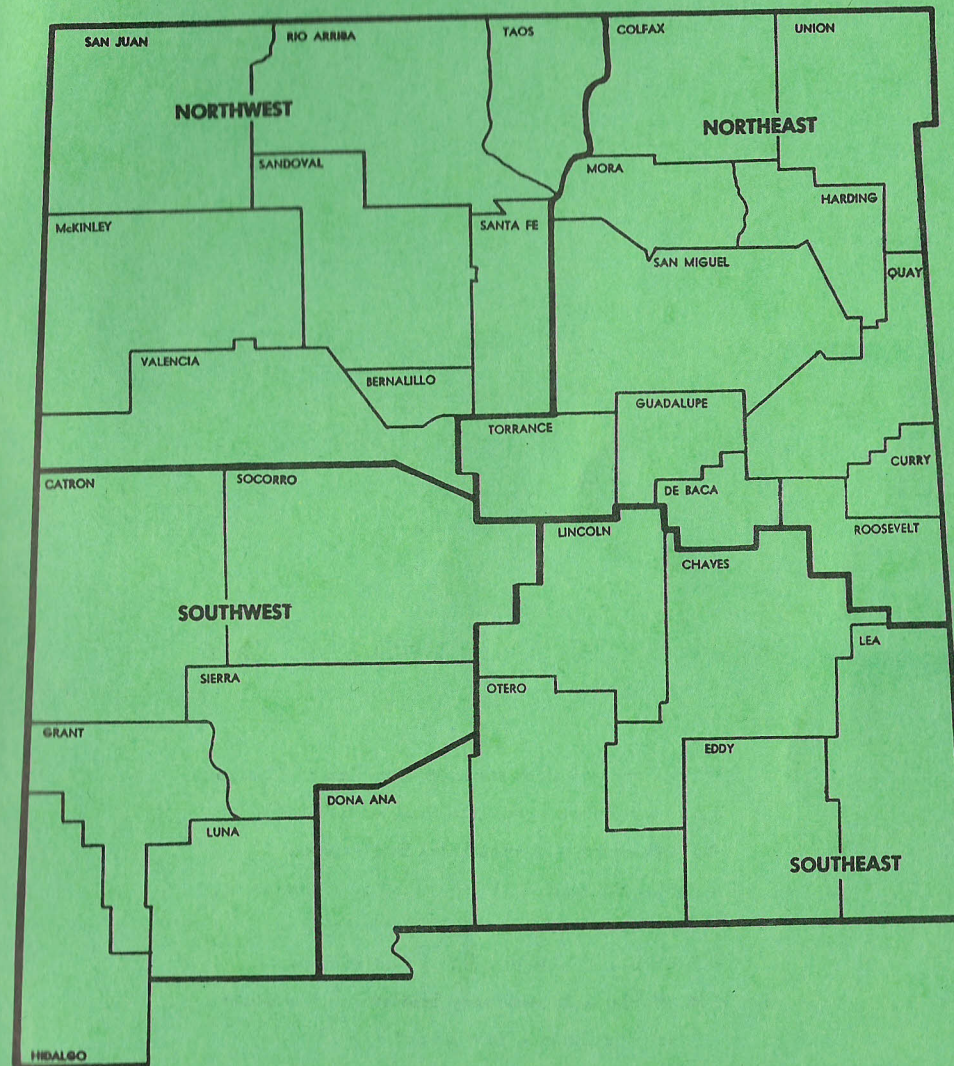 SAN JUAN
RIO ARRIBA
TAOS
COLFAX
UNION
NORTHWEST
NORTHEAST
SANDOVAL
MORA
HARDING
McKINLEY
SANTA FE
SAN MIGUEL
QUAY
VALENCIA
BERNALILLO
GUADALUPE
TORRANCE
CURRY
CATRON
SOCORRO
DE BACA
LINCOLN
ROOSEVELT
CHAVES
SOUTHWEST
LEA
SIERRA
OTERO
GRANT
EDDY
DONA ANA
LUNA
SOUTHEAST
HIDALGO